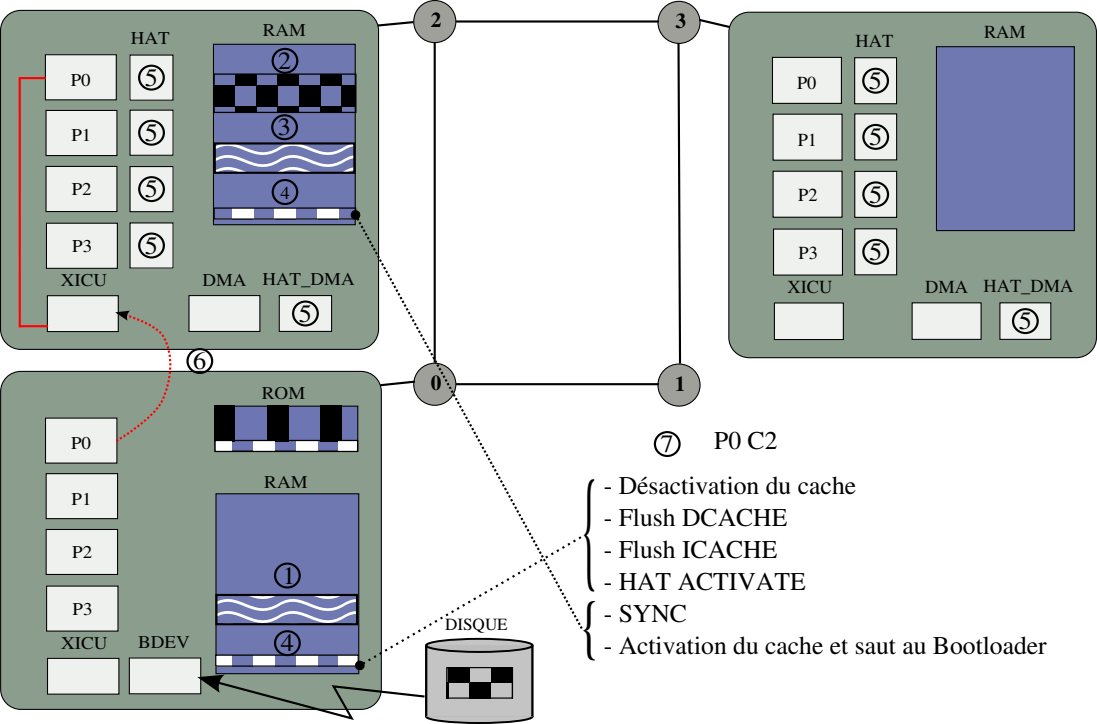 HAT
RAM
P0
⑤
②
P1
⑤
③
P2
⑤
④
P3
⑤
XICU
DMA
HAT_DMA
⑤
2
3
HAT
RAM
P0
⑤
P1
⑤
P2
⑤
P3
⑤
XICU
DMA
HAT_DMA
⑤
⑥
0
1
ROM
P0
RAM
P1
P2
①
P3
④
XICU
BDEV
DISQUE
⑦ P0 C2
- Désactivation du cache
- Flush DCACHE
- Flush ICACHE
- HAT ACTIVATE
- SYNC
- Activation du cache et saut au Bootloader